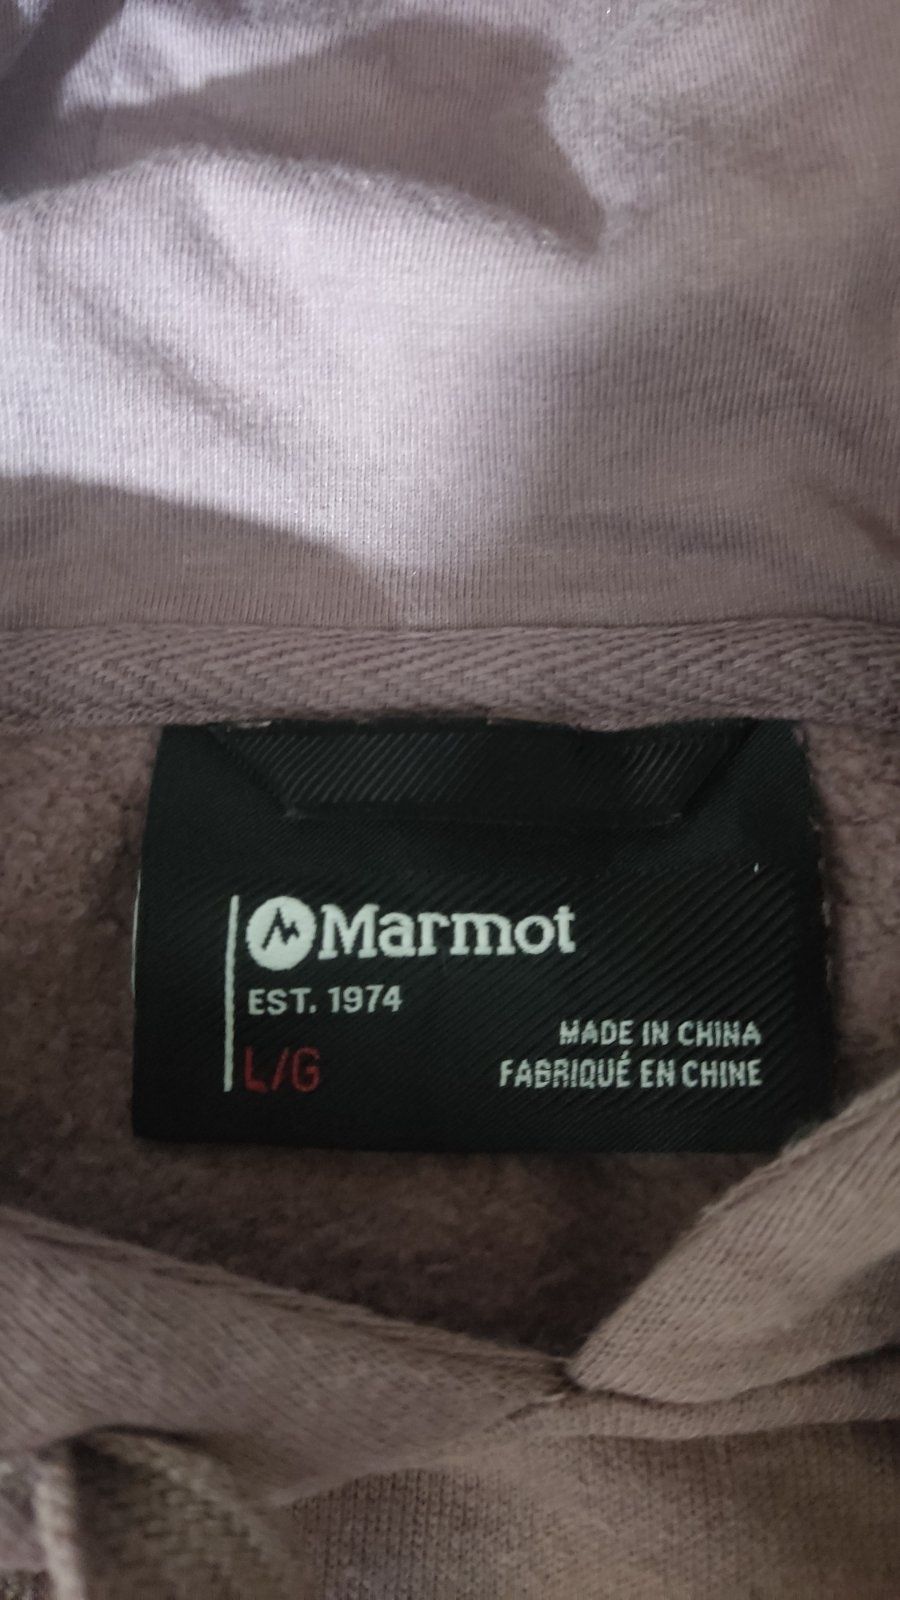 Marmot
EST. 1974
L/G
MADE IN CHINA
FABRIQUÉ EN CHINE